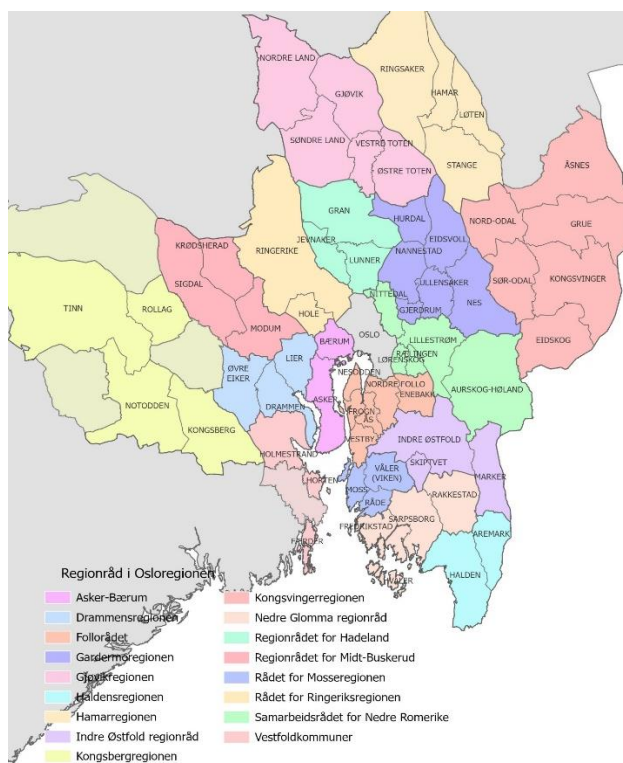 NORDRE LAND
RINGSAKER
GJØVIK
HAMAR
LØTEN
SØNDRE LAND
VESTRE TOTEN
STANGE
ØSTRE TOTEN
ÅSNES
GRAN
HURDAL
NORD-ODAL
GRUE
JEVNAKER
EIDSVOLL
KRØDSHERAD
RINGERIKE
NANNESTAD
LUNNER
SIGDAL
GULLENSAKER
SØR-ODAL
KONGSVINGER
NITTEDAL
TINN
ROLLAG
GJERDRUM
NES
HOLE
MODUM
OSLO
BÆRUM
LILLESTRØM
EIDSKOG
RÆLINGEN
LØRENSKOG
ØVRE
EIKER
LIER
NESODDEN
NORDRE FOLLO
ENEBAKK
AURSKOG-HØLAND
ASKER
NOTODDEN
DRAMMEN
FROGN
ÅS
KONGSBERG
VESTBY
INDRE ØSTFOLD
HOLMESTRAND
VÅLER
(VIKEN)
SKIPTVET
MARKER
HORTEN
MOSS
RÅDE
RAKKESTAD
SARPSBORG
FREDRIKSTAD
AREMARK
FÆRDER
HALDEN
HVALER
Regionråd i Osloregionen
Asker-Bærum
Drammensregionen
Follorådet
Gardermoregionen
Gjøvikregionen
Haldensregionen
Hamarregionen
Indre Østfold regionråd
Kongsbergregionen
Kongsvingerregionen
Nedre Glomma regionråd
Regionrådet for Hadeland
Regionrådet for Midt-Buskerud
Rådet for Mosseregionen
Rådet for Ringeriksregionen
Samarbeidsrådet for Nedre Romerike
Vestfoldkommuner